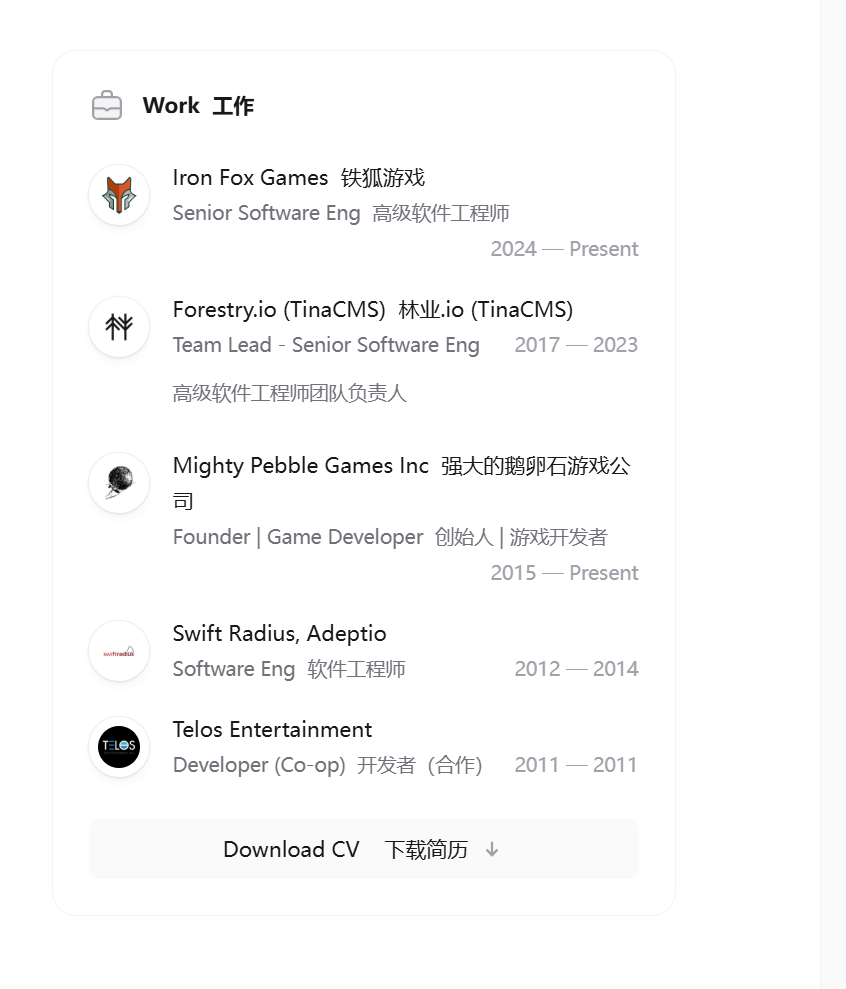 Work 工作
Iron Fox Games 铁狐游戏
Senior Software Eng 高级软件工程师
2024 — Present
Forestry.io (TinaCMS) 林业.io (TinaCMS)
Team Lead - Senior Software Eng 2017 — 2023
高级软件工程师团队负责人
Mighty Pebble Games Inc 强大的鹅卵石游戏公
司
Founder | Game Developer 创始人 | 游戏开发者
2015 — Present
swiftradius
Swift Radius, Adeptio
Software Eng 软件工程师 2012 — 2014
TELOS
Telos Entertainment
Developer (Co-op) 开发者（合作） 2011 — 2011
Download CV 下载简历